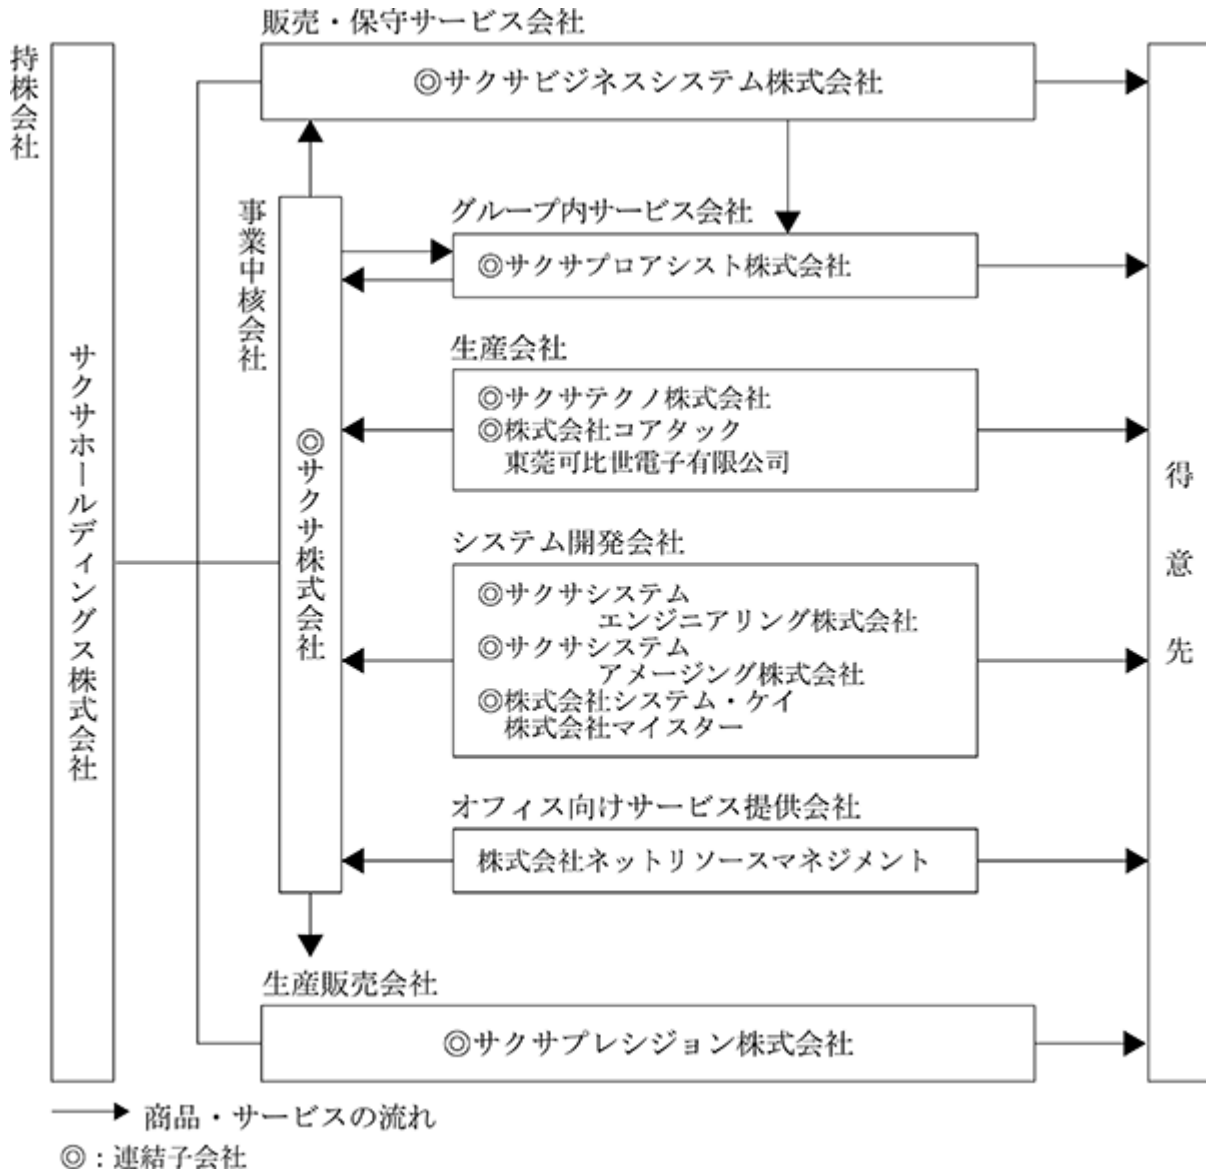 販売・保守サービス会社
持株会社
◎サクサビジネスシステム株式会社
事業中核会社
グループ内サービス会社
◎サクサプロアシスト株式会社
生産会社
サクサホールディングス株式会社
◎サクサ株式会社
◎サクサテクノ株式会社
◎株式会社コアタック
東莞可比世電子有限公司
得意先
システム開発会社
◎サクサシステム
エンジニアリング株式会社
◎サクサシステム
アメージング株式会社
◎株式会社システム・ケイ
株式会社マイスター
オフィス向けサービス提供会社
株式会社ネットリソースマネジメント
生産販売会社
◎サクサプレシジョン株式会社
商品・サービスの流れ
◎：連結子会社